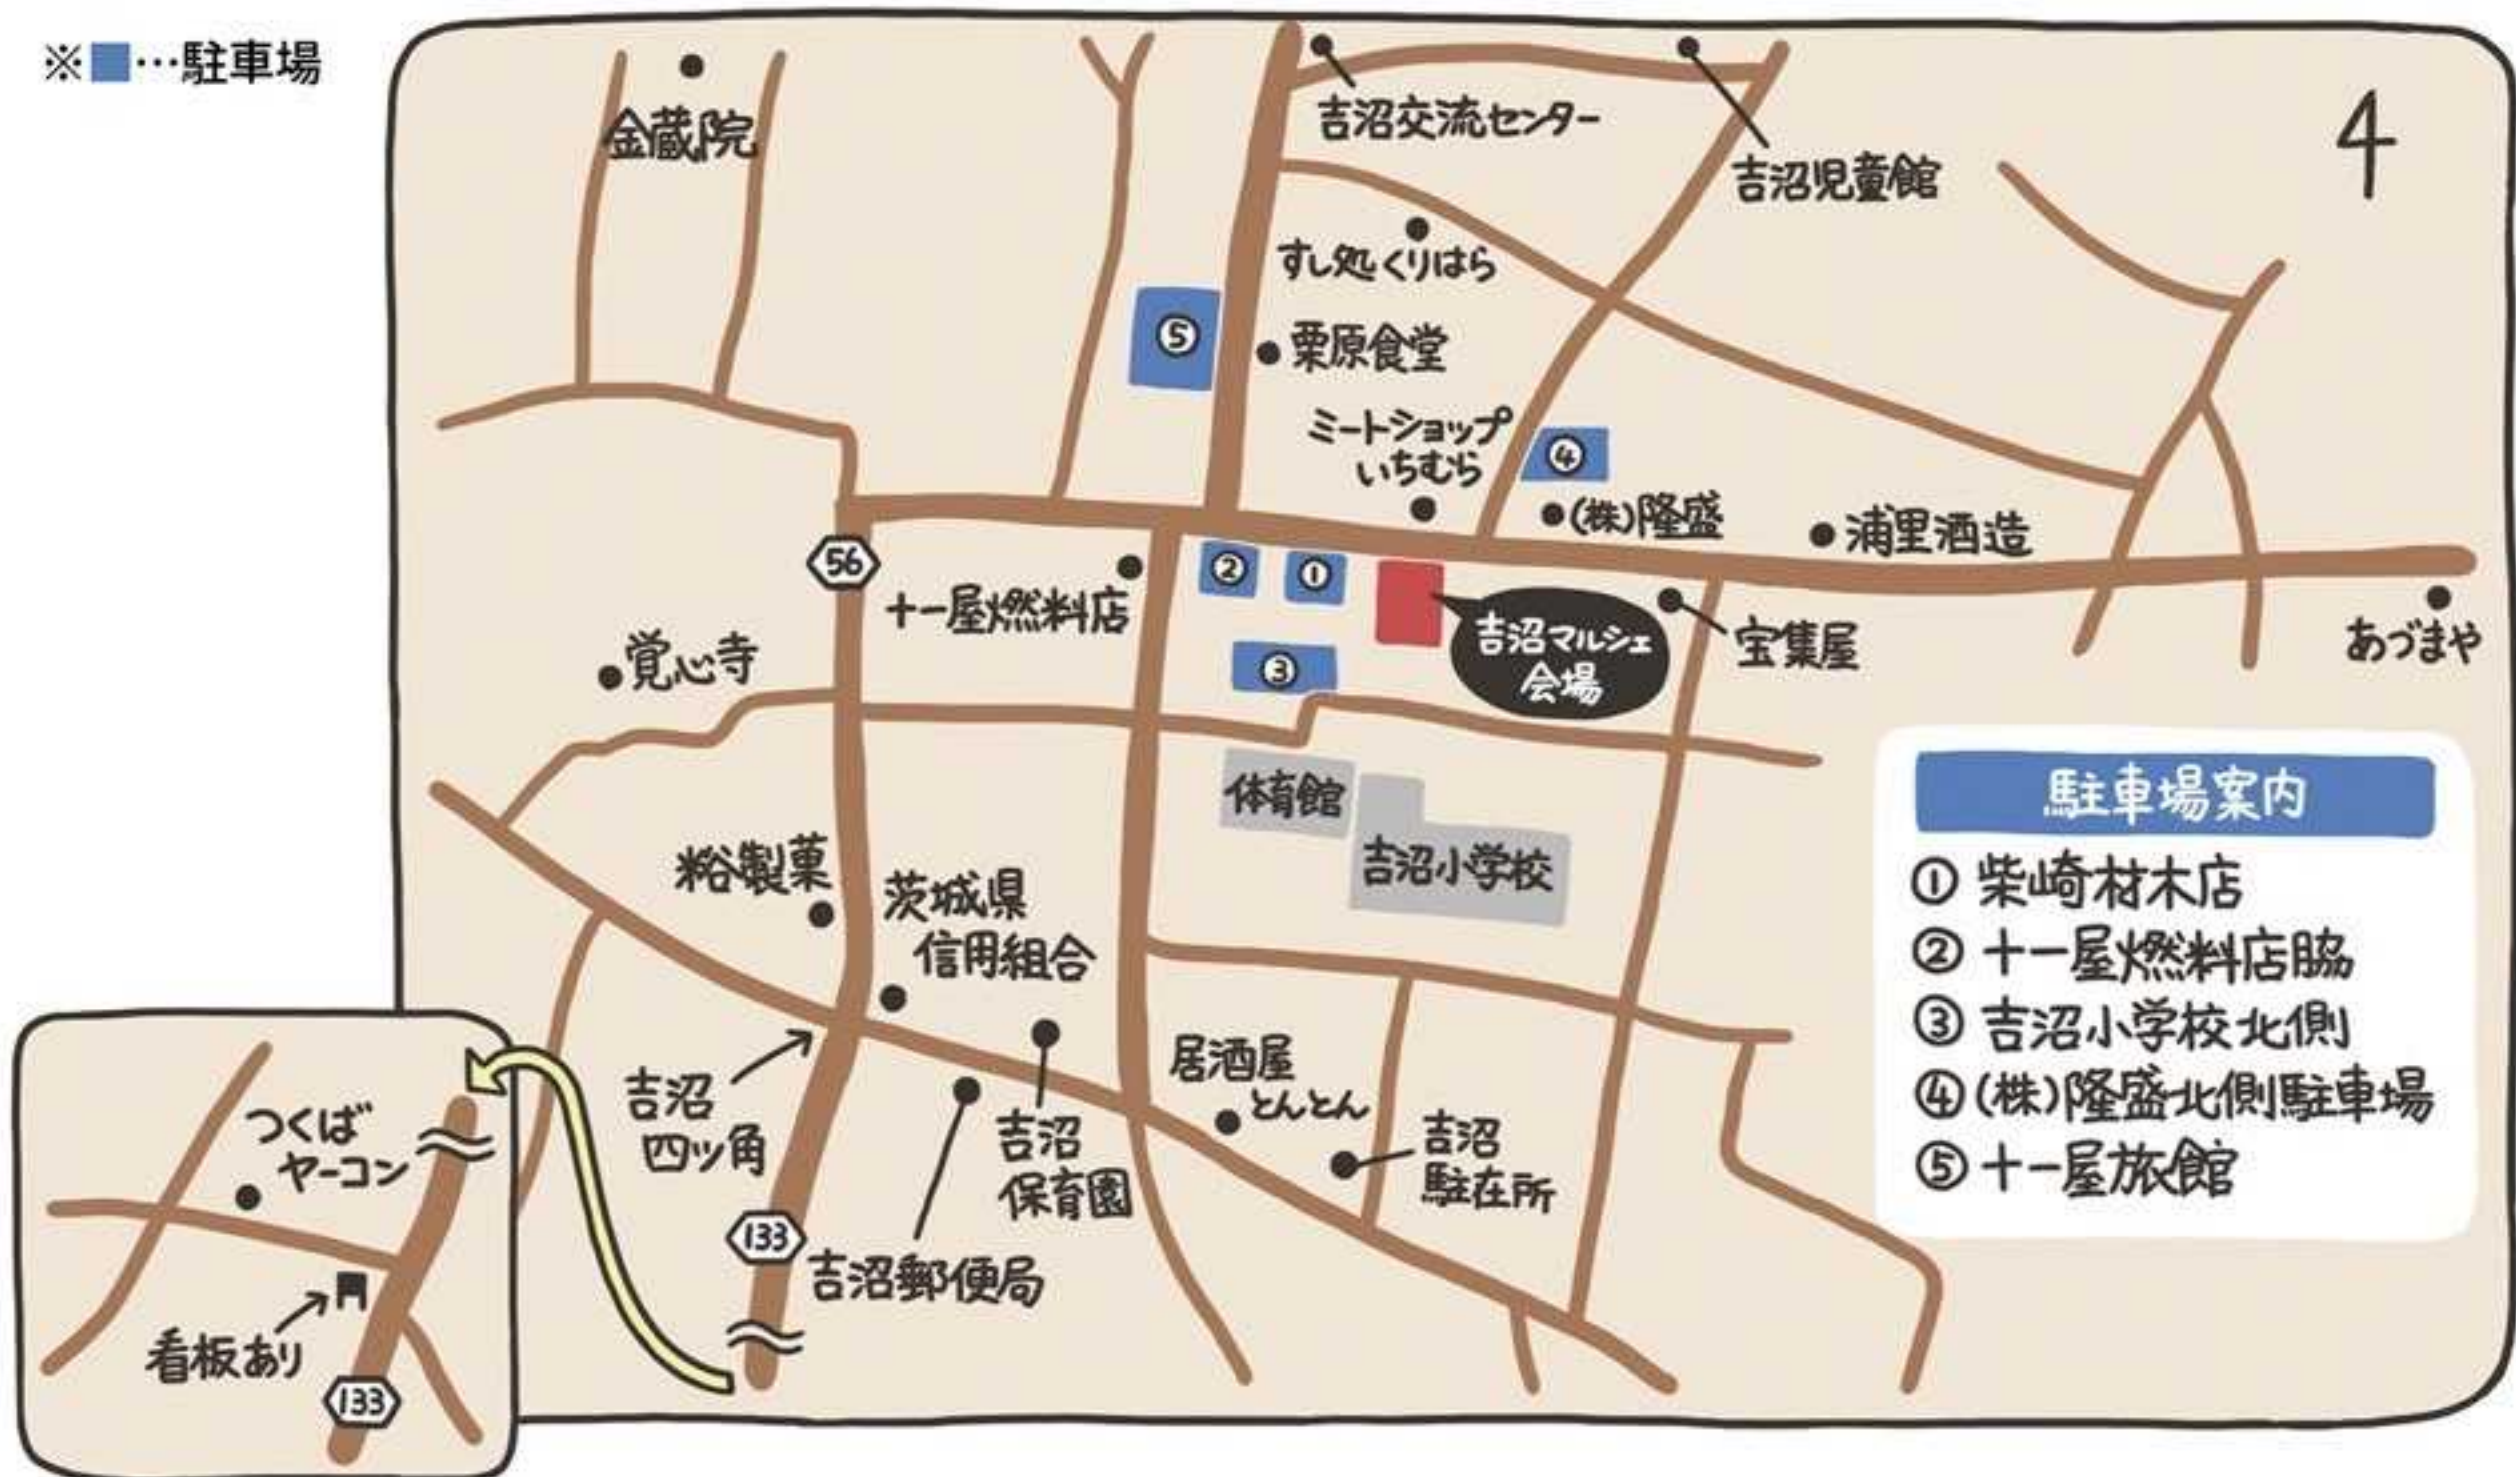 ※■…駐車場
金蔵院
吉沼交流センター
吉沼児童館
4
すし処くりはら
⑤
栗原食堂
ミートショップ
いちむら
④
(株)隆盛
浦里酒造
56
十一屋燃料店
②
①
③
吉沼マルシェ
会場
宝集屋
あづまや
覚心寺
体育館
吉沼小学校
糀谷製菓
茨城県
信用組合
吉沼
四ッ角
133
吉沼郵便局
吉沼
保育園
居酒屋
とんとん
吉沼
駐在所
つくば
ヤーコン
看板あり
133
駐車場案内
① 柴崎材木店
② 十一屋燃料店脇
③ 吉沼小学校北側
④(株)隆盛北側駐車場
⑤ 十一屋旅館